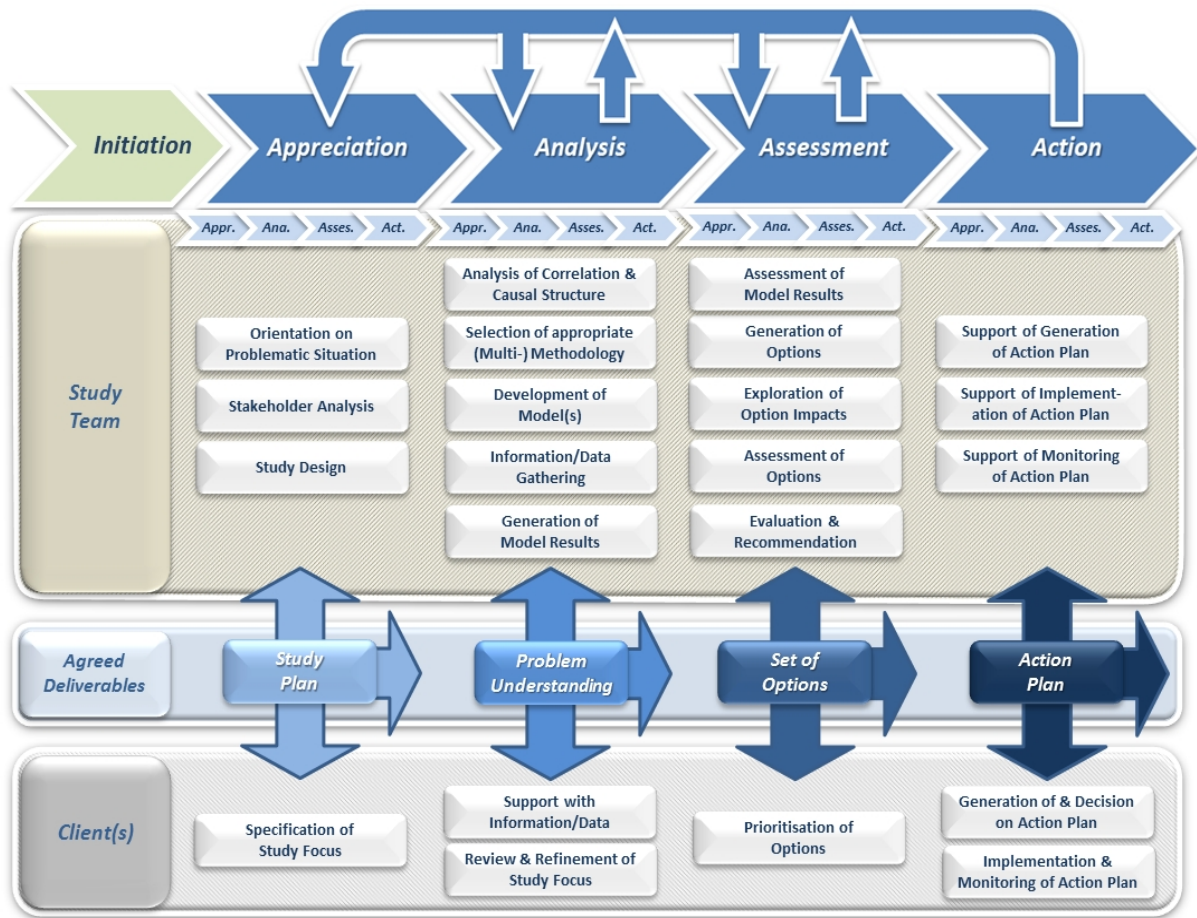 Initiation
Appreciation
Analysis
Assessment
Action
Appr. Ana. Asses. Act.
Appr. Ana. Asses. Act.
Appr. Ana. Asses. Act.
Appr. Ana. Asses. Act.
Study
Team
Orientation on
Problematic Situation
Stakeholder Analysis
Study Design
Analysis of Correlation &
Causal Structure
Selection of appropriate
(Multi-) Methodology
Development of
Model(s)
Information/Data
Gathering
Generation of
Model Results
Assessment of
Model Results
Generation of
Options
Exploration of
Option Impacts
Assessment of
Options
Evaluation &
Recommendation
Support of Generation
of Action Plan
Support of Implement-
ation of Action Plan
Support of Monitoring
of Action Plan
Agreed
Deliverables
Study
Plan
Problem
Understanding
Set of
Options
Action
Plan
Client(s)
Specification of
Study Focus
Support with
Information/Data
Review & Refinement of
Study Focus
Prioritisation of
Options
Generation of & Decision
on Action Plan
Implementation &
Monitoring of Action Plan